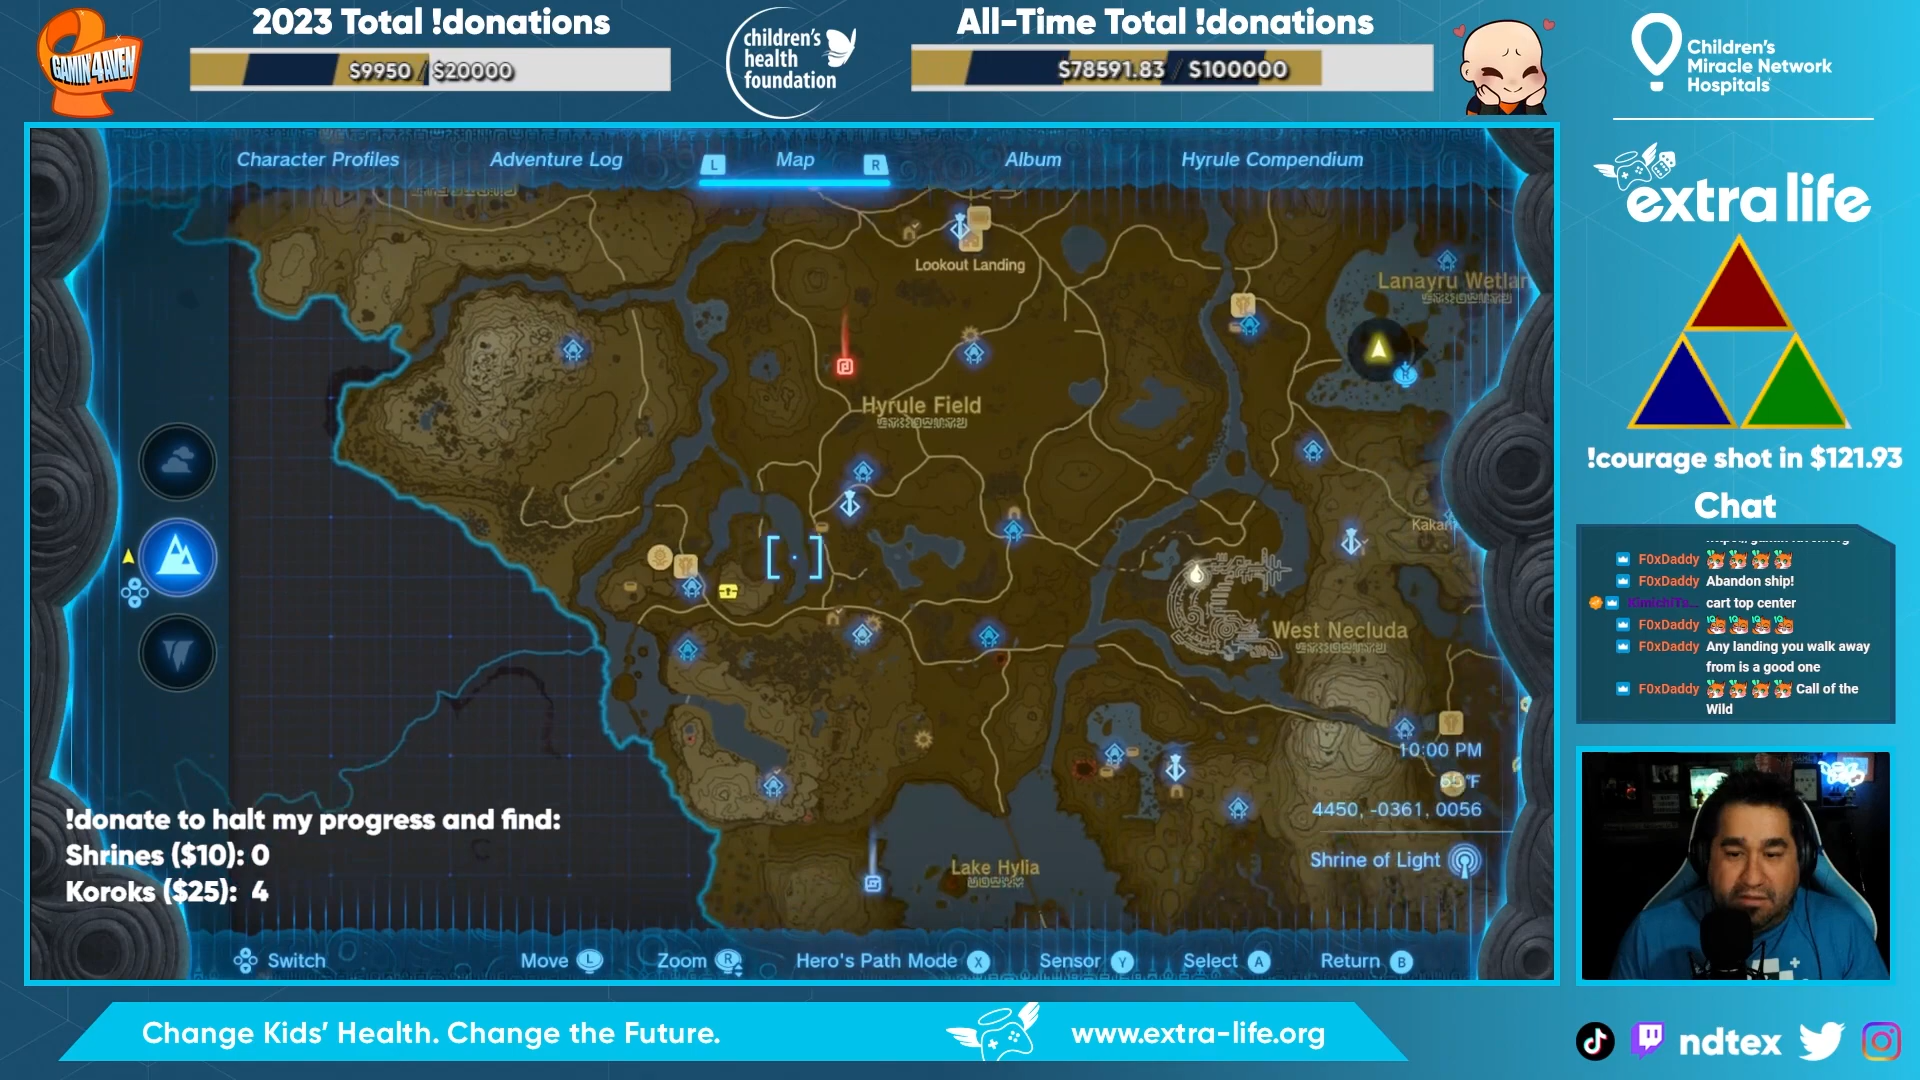 2023 Total !donations
$9950 / $20000
GAMIN4AVEN
children's
health
foundation
All-Time Total !donations
$78591.83 / $100000
Children's
Miracle Network
Hospitals
extra life
!courage shot in $121.93
Chat
F0xDaddy
F0xDaddy Abandon ship!
cart top center
F0xDaddy
F0xDaddy Any landing you walk away
from is a good one
F0xDaddy Call of the
Wild
Character Profiles
Adventure Log
L
Map
R
Album
Hyrule Compendium
Lookout Landing
Lanayru Wetlan
Hyrule Field
Kakar
West Necluda
Lake Hylia
10:00 PM
4450, -0361, 0056
Shrine of Light
!donate to halt my progress and find:
Shrines ($10): 0
Koroks ($25): 4
Switch
Move L
Zoom R
Hero's Path Mode X
Sensor Y
Select A
Return B
Change Kids' Health. Change the Future.
www.extra-life.org
ndtex